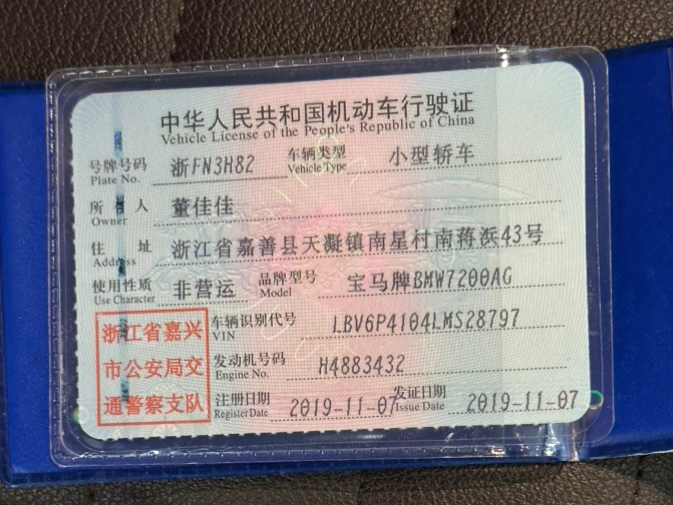 中华人民共和国机动车行驶证
Vehicle License of the People's Republic of China
号牌号码 Plate No. 浙FN3H82 车辆类型 Vehicle Type 小型轿车
所有人 Owner 董佳佳
住址 Address 浙江省嘉善县天凝镇南星村南蒋浜43号
使用性质 Use Character 非营运 品牌型号 Model 宝马牌BMW7200AG
车辆识别代号 VIN LBV6P4104LMS28797
发动机号码 Engine No. H4883432
注册日期 Register Date 2019-11-07 发证日期 Issue Date 2019-11-07
浙江省嘉兴
市公安局交
通警察支队